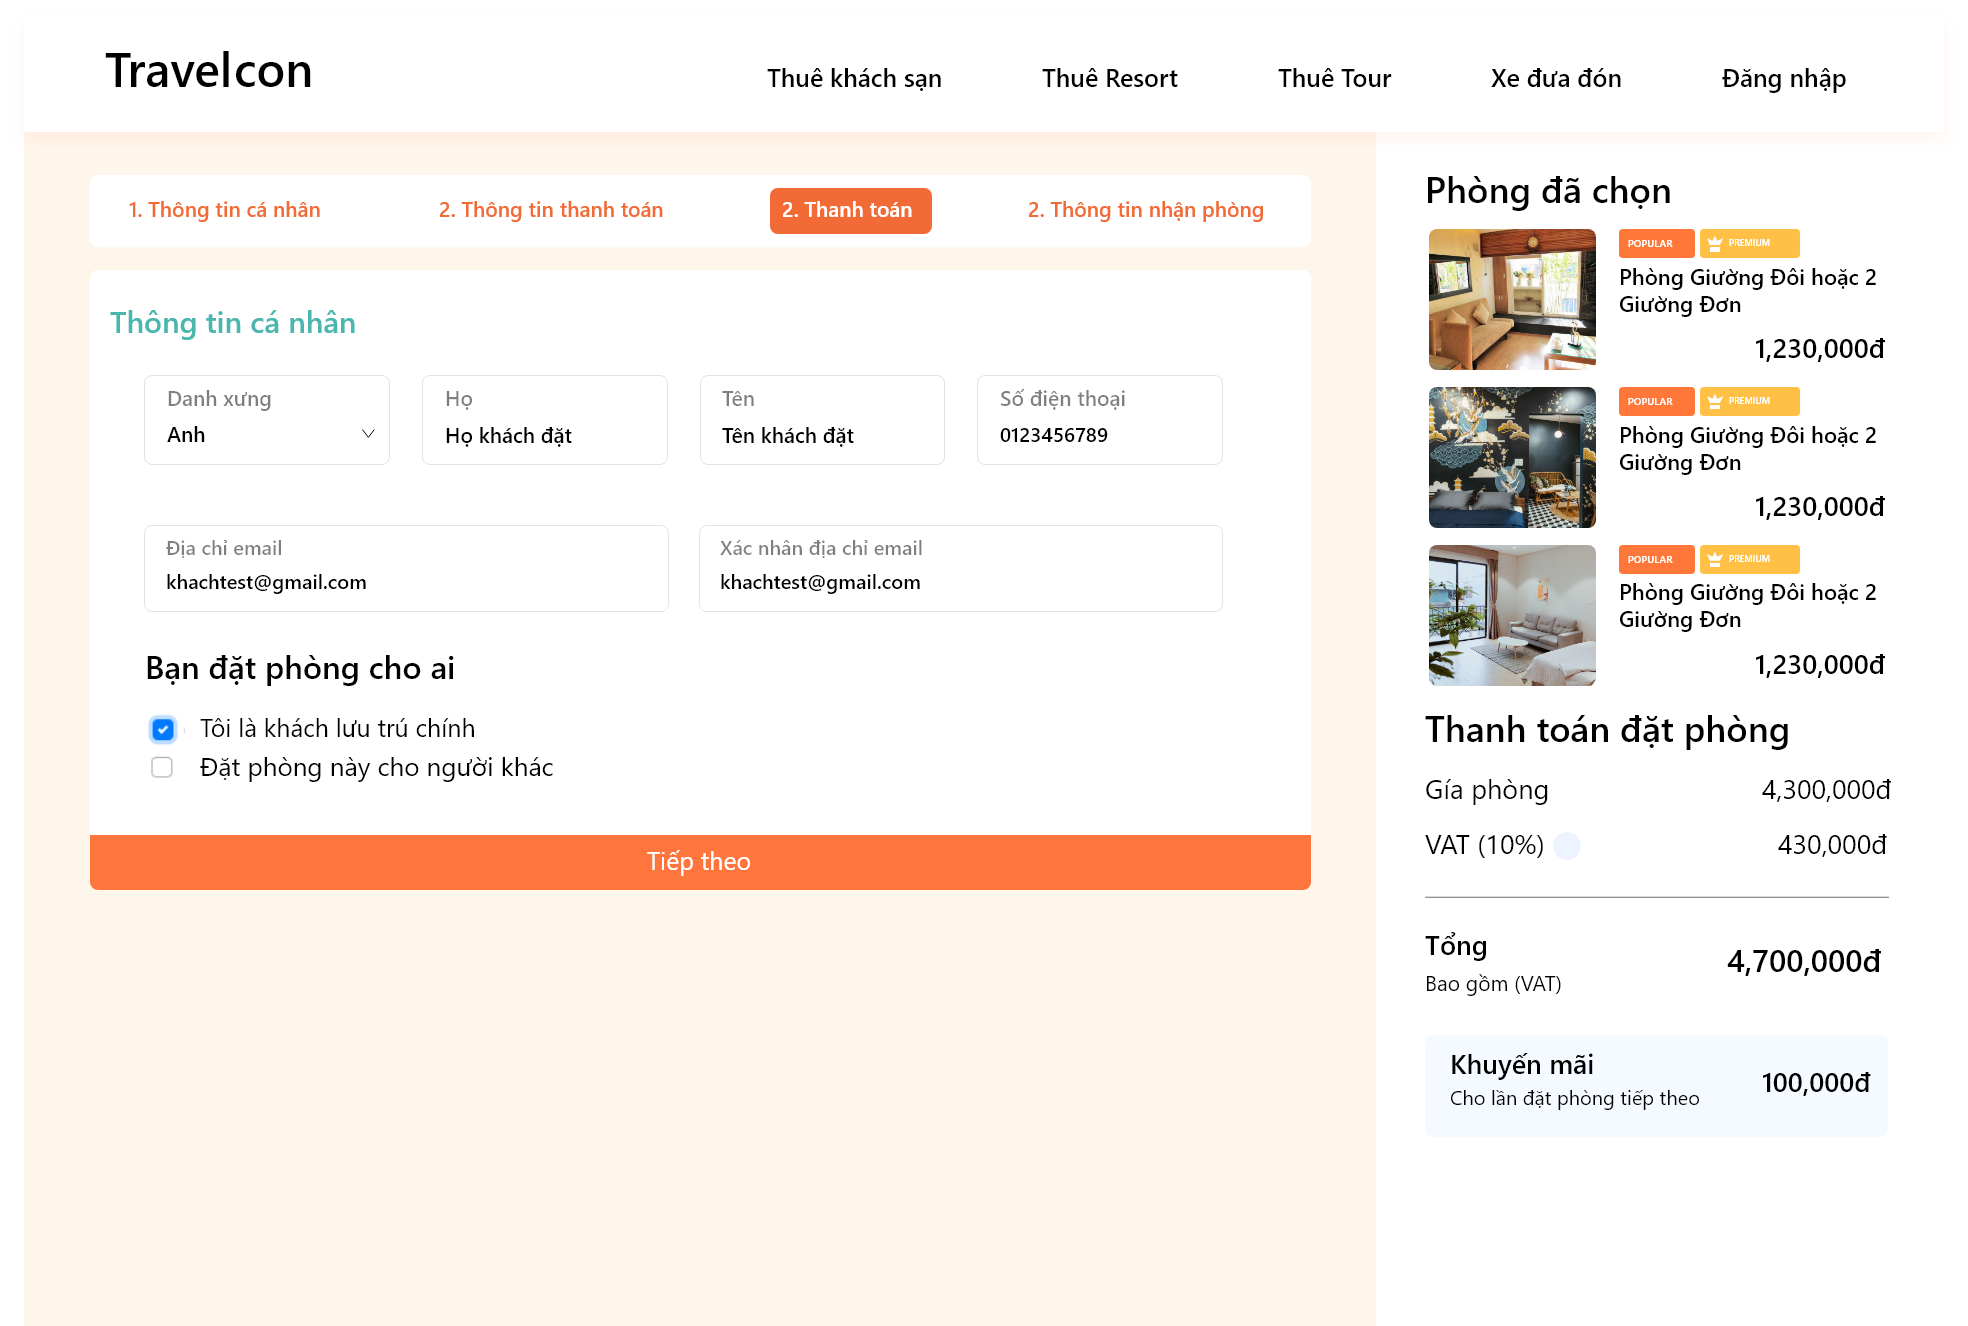 Travelcon
Thuê khách sạn
Thuê Resort
Thuê Tour
Xe đưa đón
Đăng nhập
1. Thông tin cá nhân
2. Thông tin thanh toán
2. Thanh toán
2. Thông tin nhận phòng
Thông tin cá nhân
Danh xưng
Anh
Họ
Họ khách đặt
Tên
Tên khách đặt
Số điện thoại
0123456789
Địa chỉ email
khachtest@gmail.com
Xác nhân địa chỉ email
khachtest@gmail.com
Bạn đặt phòng cho ai
Tôi là khách lưu trú chính
Đặt phòng này cho người khác
Tiếp theo
Phòng đã chọn
POPULAR
PREMIUM
Phòng Giường Đôi hoặc 2
Giường Đơn
1,230,000đ
POPULAR
PREMIUM
Phòng Giường Đôi hoặc 2
Giường Đơn
1,230,000đ
POPULAR
PREMIUM
Phòng Giường Đôi hoặc 2
Giường Đơn
1,230,000đ
Thanh toán đặt phòng
Gía phòng
4,300,000đ
VAT (10%)
430,000đ
Tổng
Bao gồm (VAT)
4,700,000đ
Khuyến mãi
Cho lần đặt phòng tiếp theo
100,000đ